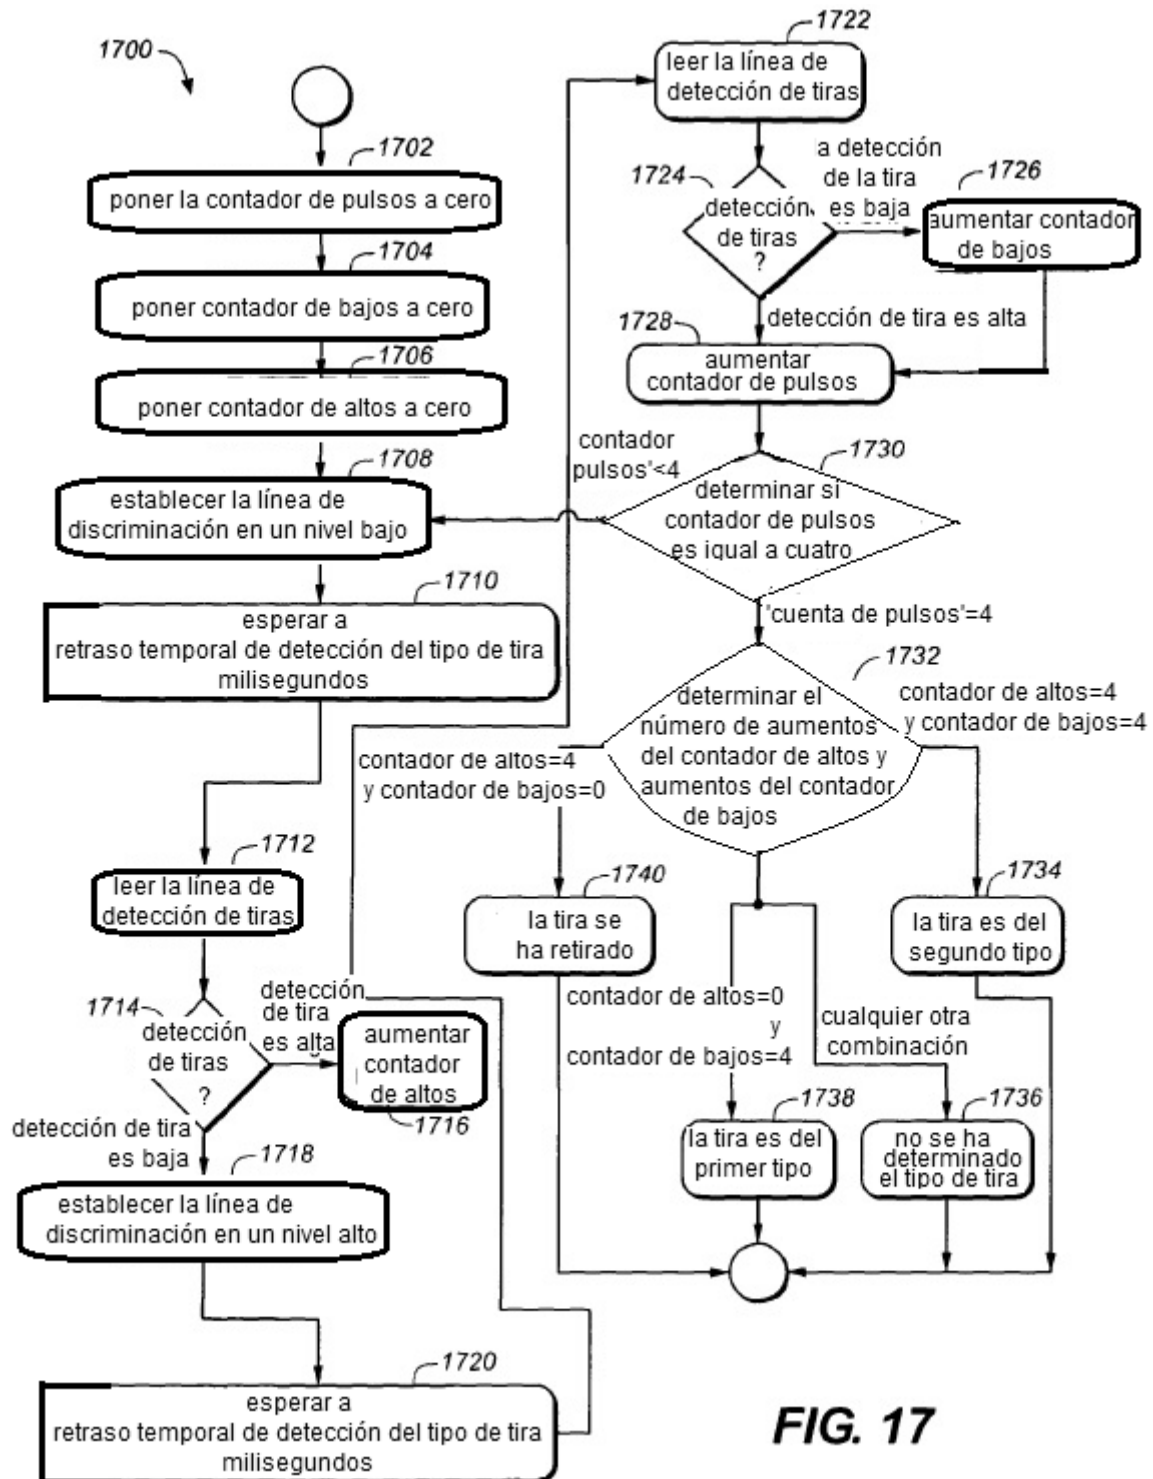 1700
1702
poner la contador de pulsos a cero
1704
poner contador de bajos a cero
1706
poner contador de altos a cero
1708
establecer la línea de
discriminación en un nivel bajo
1710
esperar a
retraso temporal de detección del tipo de tira
milisegundos
1712
leer la línea de
detección de tiras
1714
detección
de tiras
?
detección
de tira
es alta
aumentar
contador
de altos
1716
detección de tira
es baja
1718
establecer la línea de
discriminación en un nivel alto
1720
esperar a
retraso temporal de detección del tipo de tira
milisegundos
1722
leer la línea de
detección de tiras
1724
detección
de tiras
?
a detección
de la tira
es baja
1726
aumentar contador
de bajos
detección de tira es alta
1728
aumentar
contador de pulsos
contador
pulsos'<4
1730
determinar si
contador de pulsos
es igual a cuatro
'cuenta de pulsos'=4
1732
determinar el
número de aumentos
del contador de altos y
aumentos del contador
de bajos
contador de altos=4
y contador de bajos=4
contador de altos=4
y contador de bajos=0
1734
la tira es del
segundo tipo
1740
la tira se
ha retirado
contador de altos=0
y
contador de bajos=4
cualquier otra
combinación
1738
la tira es del
primer tipo
1736
no se ha
determinado
el tipo de tira
FIG. 17